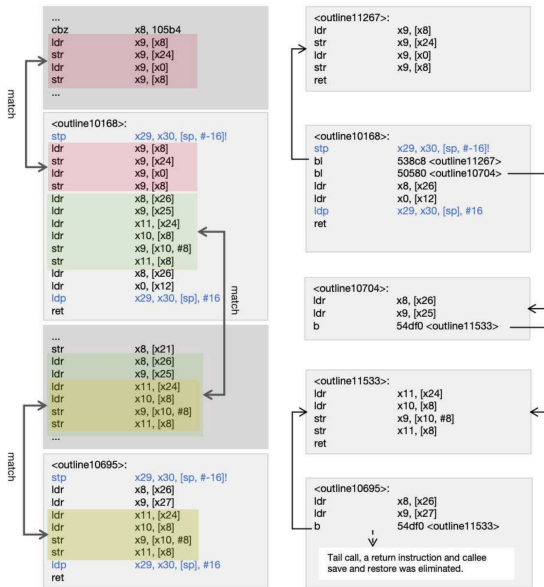 ...
cbz x8, 105b4
ldr x9, [x8]
str x9, [x24]
ldr x9, [x0]
str x9, [x8]
...
match
<outline10168>:
stp x29, x30, [sp, #-16]!
ldr x9, [x8]
str x9, [x24]
ldr x9, [x0]
str x9, [x8]
ldr x8, [x26]
ldr x9, [x25]
ldr x11, [x24]
ldr x10, [x8]
str x9, [x10, #8]
str x11, [x8]
ldr x8, [x26]
ldr x0, [x12]
ldp x29, x30, [sp], #16
ret
match
...
str x8, [x21]
ldr x8, [x26]
ldr x9, [x25]
ldr x11, [x24]
ldr x10, [x8]
str x9, [x10, #8]
str x11, [x8]
...
match
<outline10695>:
stp x29, x30, [sp, #-16]!
ldr x8, [x26]
ldr x9, [x27]
ldr x11, [x24]
ldr x10, [x8]
str x9, [x10, #8]
str x11, [x8]
ldp x29, x30, [sp], #16
ret
<outline11267>:
ldr x9, [x8]
str x9, [x24]
ldr x9, [x0]
str x9, [x8]
ret
<outline10168>:
stp x29, x30, [sp, #-16]!
bl 538c8 <outline11267>
bl 50580 <outline10704>
ldr x8, [x26]
ldr x0, [x12]
ldp x29, x30, [sp], #16
ret
<outline10704>:
ldr x8, [x26]
ldr x9, [x25]
b 54df0 <outline11533>
<outline11533>:
ldr x11, [x24]
ldr x10, [x8]
str x9, [x10, #8]
str x11, [x8]
ret
<outline10695>:
ldr x8, [x26]
ldr x9, [x27]
b 54df0 <outline11533>
Tail call, a return instruction and callee
save and restore was eliminated.